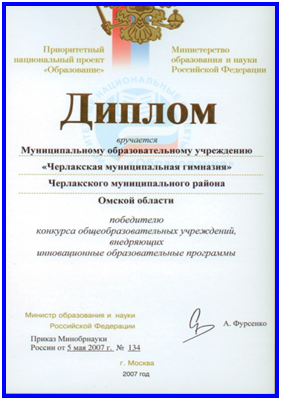 Приоритетный
национальный проект
«Образование»
Министерство
образования и науки
Российской Федерации
Диплом
вручается
Муниципальному образовательному учреждению
«Черлакская муниципальная гимназия»
Черлакского муниципального района
Омской области
победителю
конкурса общеобразовательных учреждений,
внедряющих
инновационные образовательные программы
Министр образования и науки
Российской Федерации
А. Фурсенко
Приказ Минобрнауки
России от 5 мая 2007 г. № 134
г. Москва
2007 год